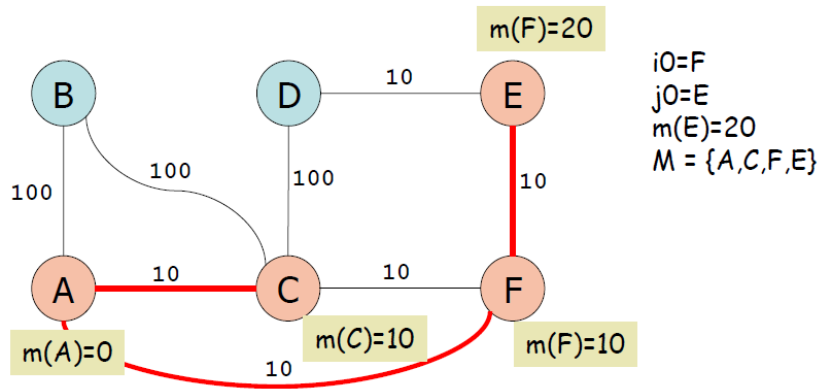 m(F)=20
i0=F
j0=E
m(E)=20
M = {A,C,F,E}
B
D
10
E
100
100
100
10
A
10
C
10
F
m(A)=0
m(C)=10
m(F)=10
10